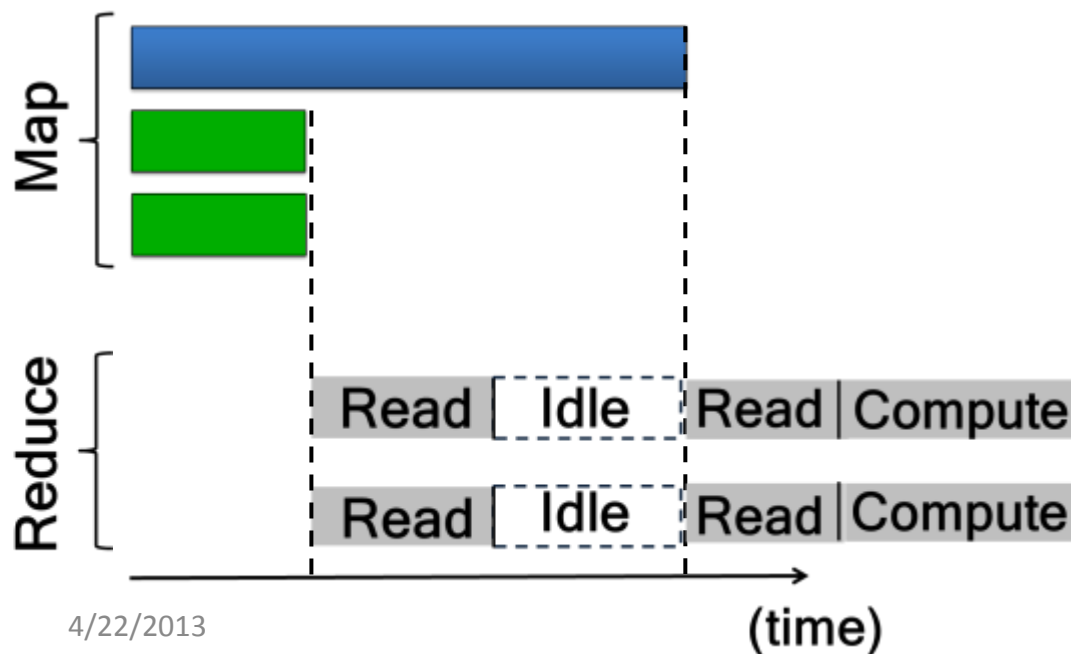 Map
Reduce
Read Idle Read Compute
Read Idle Read Compute
4/22/2013
(time)